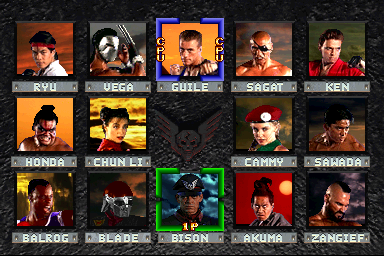 CPU CPU
RYU VEGA GUILE SAGAT KEN
HONDA CHUN LI CAMMY SAWADA
1P
BALROG BLADE BISON AKUMA ZANGIEF